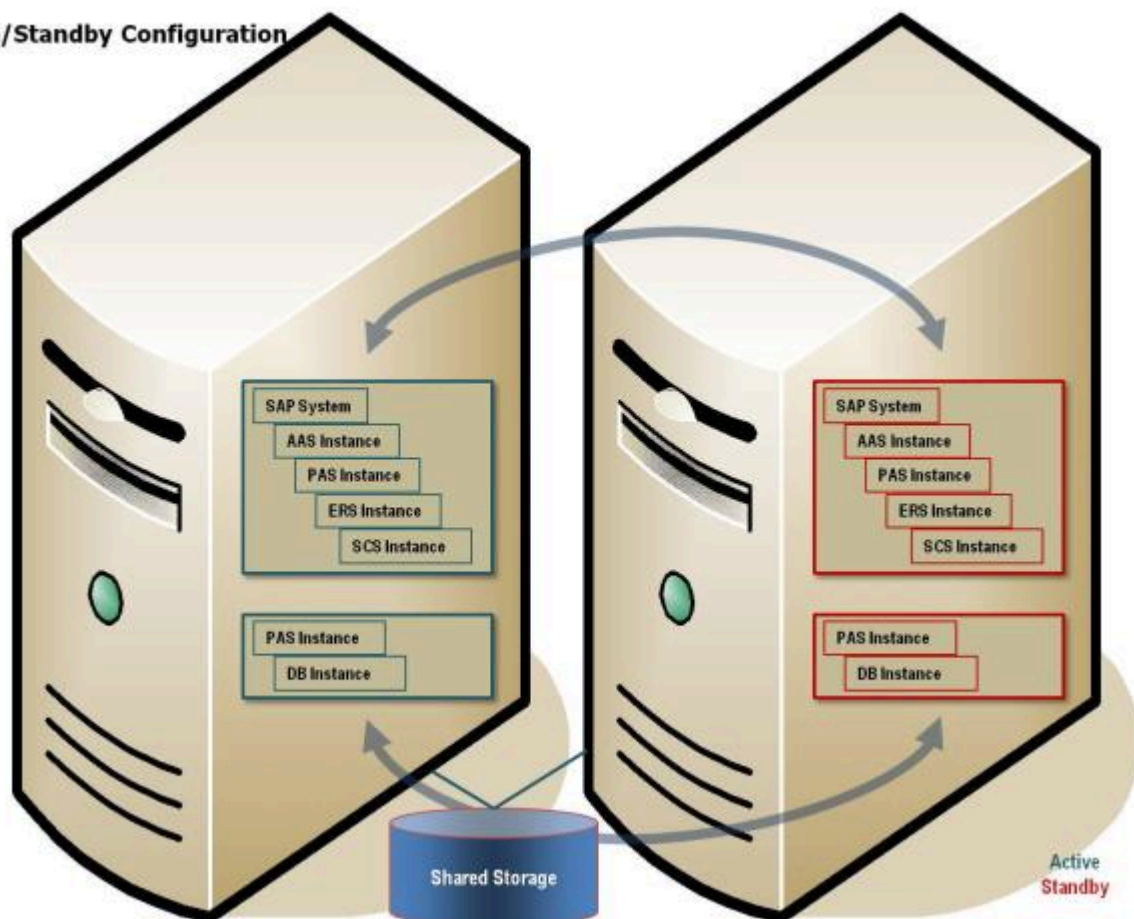 /Standby Configuration
SAP System
AAS Instance
PAS Instance
ERS Instance
SCS Instance
PAS Instance
DB Instance
SAP System
AAS Instance
PAS Instance
ERS Instance
SCS Instance
PAS Instance
DB Instance
Shared Storage
Active
Standby